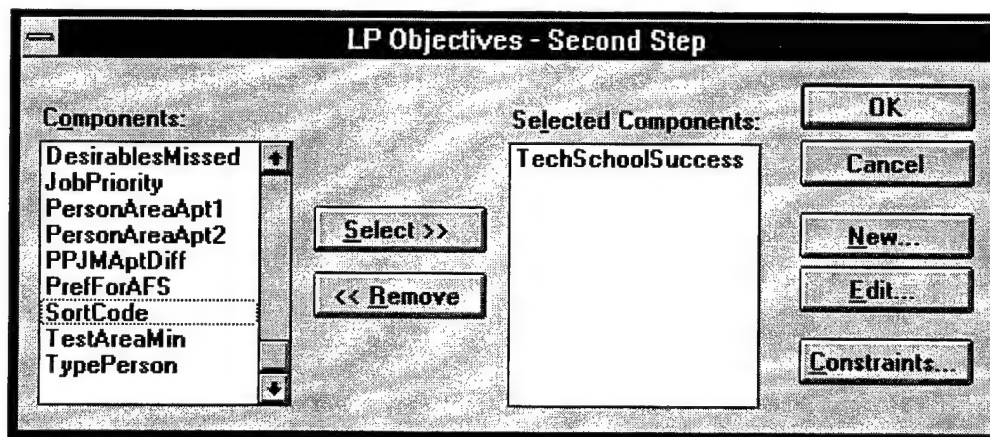 LP Objectives - Second Step
Components:
DesirablesMissed
JobPriority
PersonAreaApt1
PersonAreaApt2
PPJMAptDiff
PrefForAFS
SortCode
TestAreaMin
TypePerson
Select >>
<< Remove
Selected Components:
TechSchoolSuccess
OK
Cancel
New...
Edit...
Constraints...